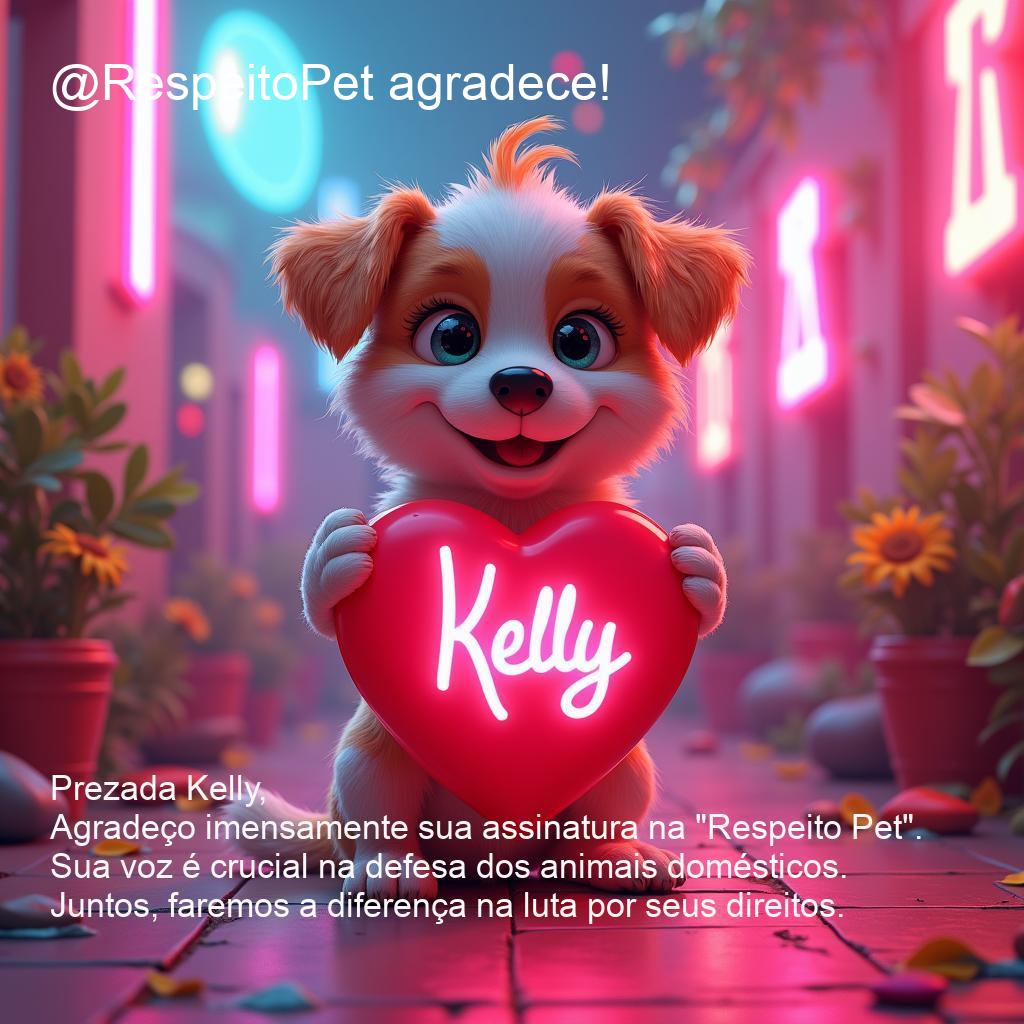 @RespeitoPet agradece!
Kelly
Prezada Kelly,
Agradeço imensamente sua assinatura na "Respeito Pet".
Sua voz é crucial na defesa dos animais domésticos.
Juntos, faremos a diferença na luta por seus direitos.